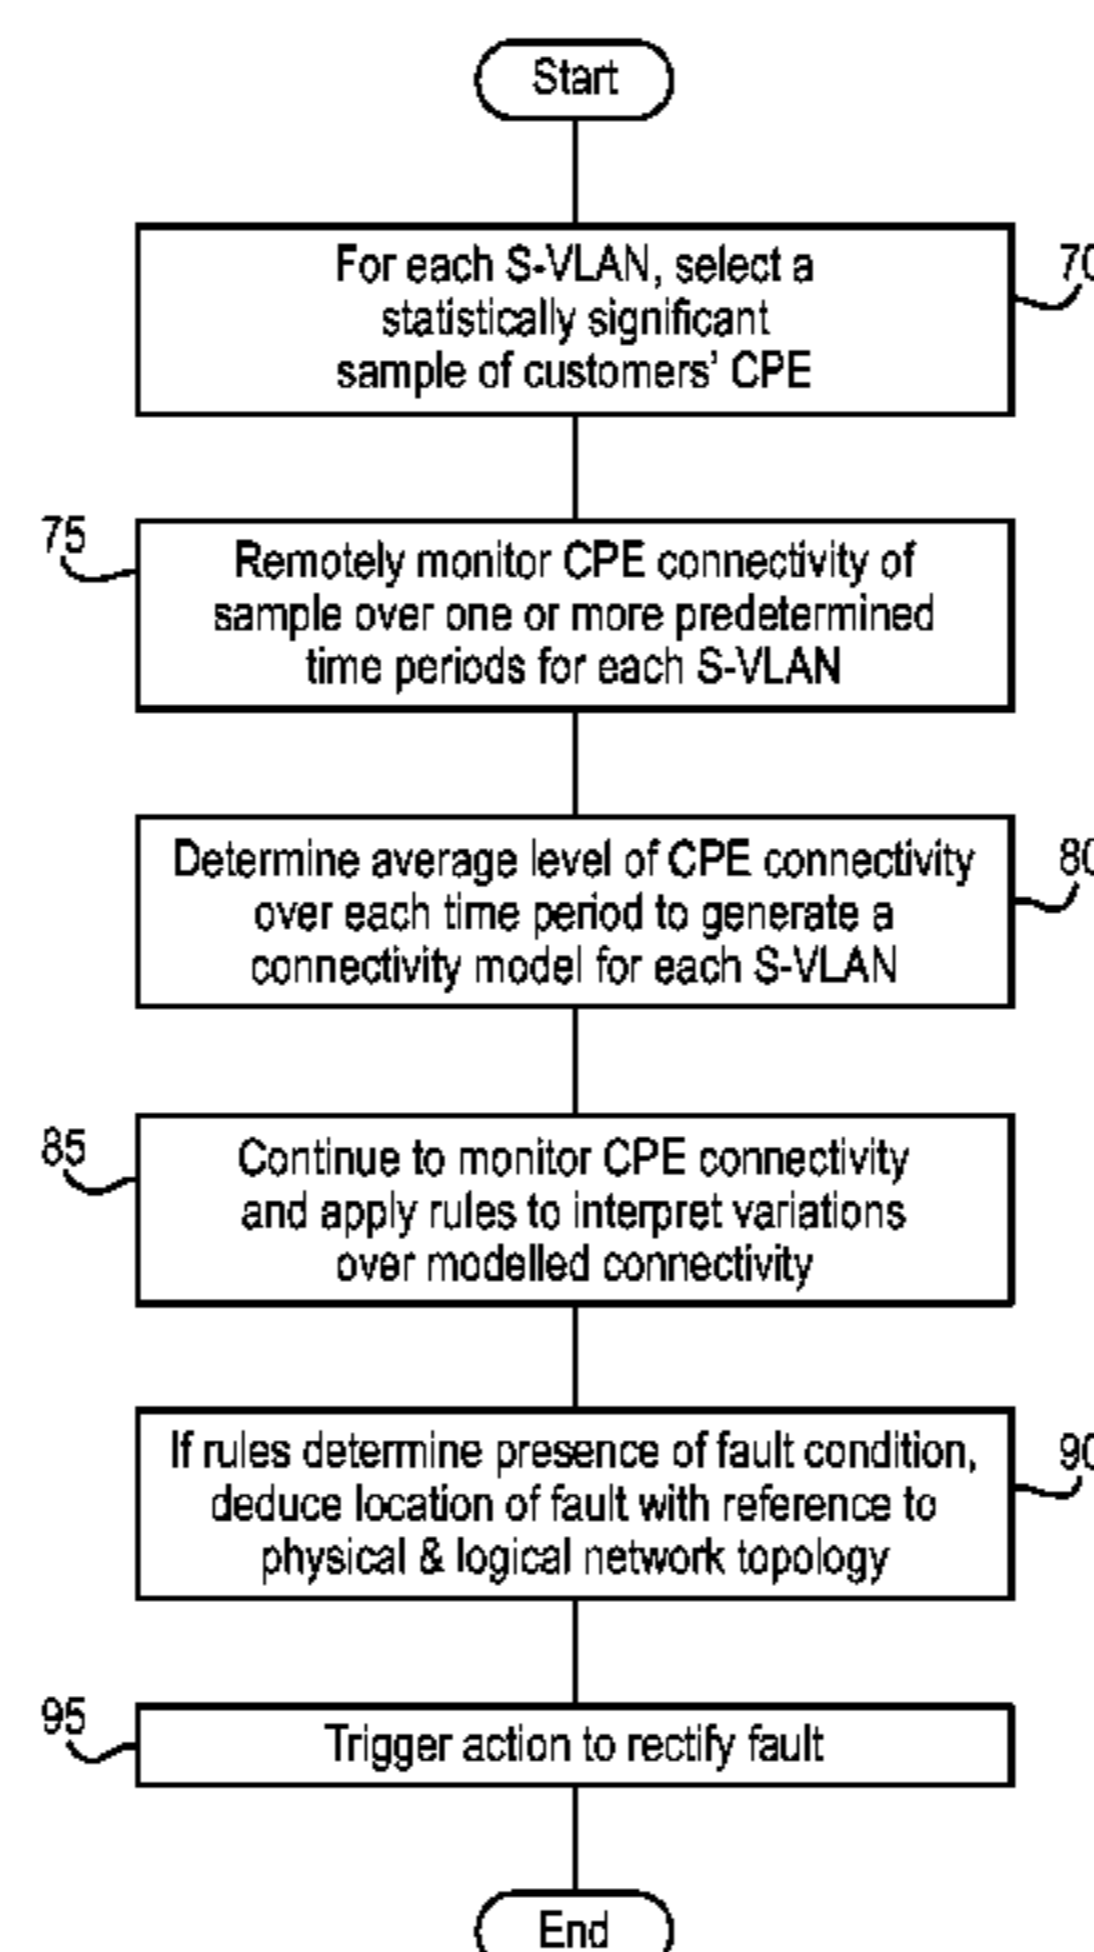 Start
For each S-VLAN, select a
statistically significant
sample of customers' CPE
70
75
Remotely monitor CPE connectivity of
sample over one or more predetermined
time periods for each S-VLAN
Determine average level of CPE connectivity
over each time period to generate a
connectivity model for each S-VLAN
80
85
Continue to monitor CPE connectivity
and apply rules to interpret variations
over modelled connectivity
If rules determine presence of fault condition,
deduce location of fault with reference to
physical & logical network topology
90
95
Trigger action to rectify fault
End